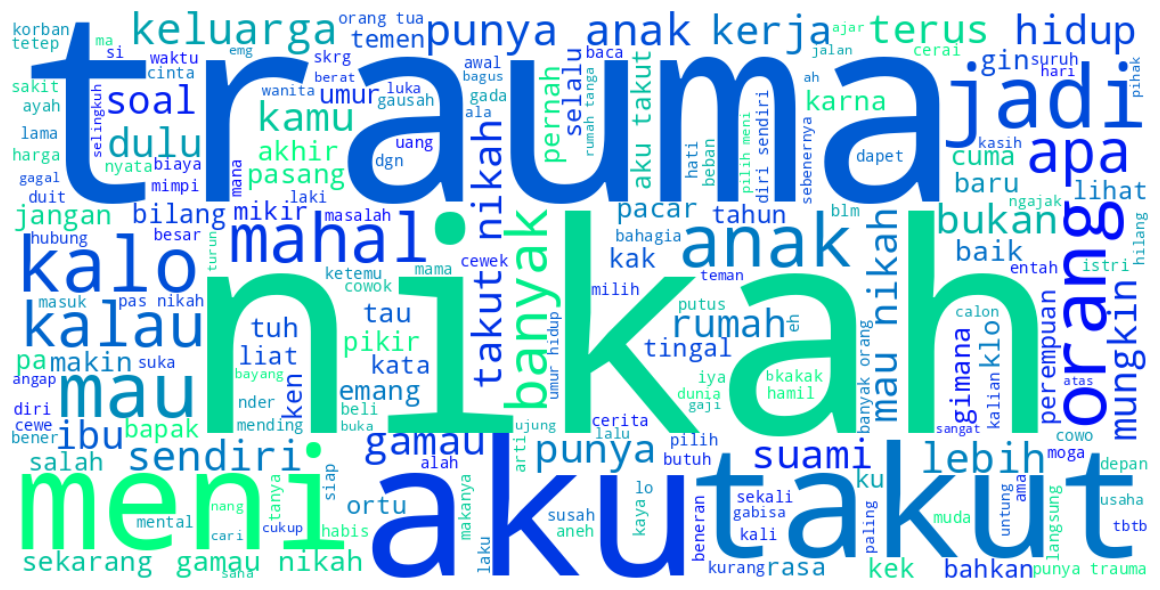 korban
tetep
keluarga
ma
si
waktu
cinta
emg
orang tua
temen
skrg
berat
luka
awal
bagus
punya anak
kerja
ajar
jalan
terus
cerai
hidup
gin
suruh
hari
pihak
trauma
jadi
sakit
ayah
selingkuh
soal
wanita
umur
gausah
gada
ala
baca
selalu
pernah
rumah tanga
aku takut
ah
karna
kasih
apa
lama
harga
dulu
kamu
akhir
uang
dgn
hati
beban
pilih meni
diri sendiri
sebenernya
dapet
cuma
gagal
duit
nyata
biaya
mimpi
mana
pasang
laki
baru
lihat
jangan
bilang
mikir
masalah
takut nikah
pacar
tahun
blm
bukan
ngajak
hilang
hubung
besar
turun
mahal
banyak
bahagia
anak
mau nikah
baik
orang
istri
kalo
ketemu
cowok
mama
cewek
kak
teman
entah
nikah
masuk
pas nikah
milih
putus
calon
kalau
tuh
tau
rumah
eh
mungkin
pa
makin
suka
liat
pikir
tingal
klo
gimana
perempuan
angap
bayang
ken
kata
umur hidup
iya
dunia
gaji
bkakak
hamil
banyak orang
kalian
atas
mau
nder
emang
diri
cewe
bener
ibu
bapak
mending
beli
buka
ujung
cerita
lalu
sangat
cowo
moga
salah
sendiri
gamau
alah
arti
punya
pilih
butuh
suami
lebih
depan
meni
tanya
siap
ortu
aku
lo
kaya
takut
ku
ama
untung
usaha
nang
mental
cari
cukup
habis
makanya
susah
aneh
beneran
sekali
gabisa
kali
paling
muda
langsung
tbtb
sekarang
gamau nikah
sana
laku
kurang
rasa
kek
bahkan
punya trauma